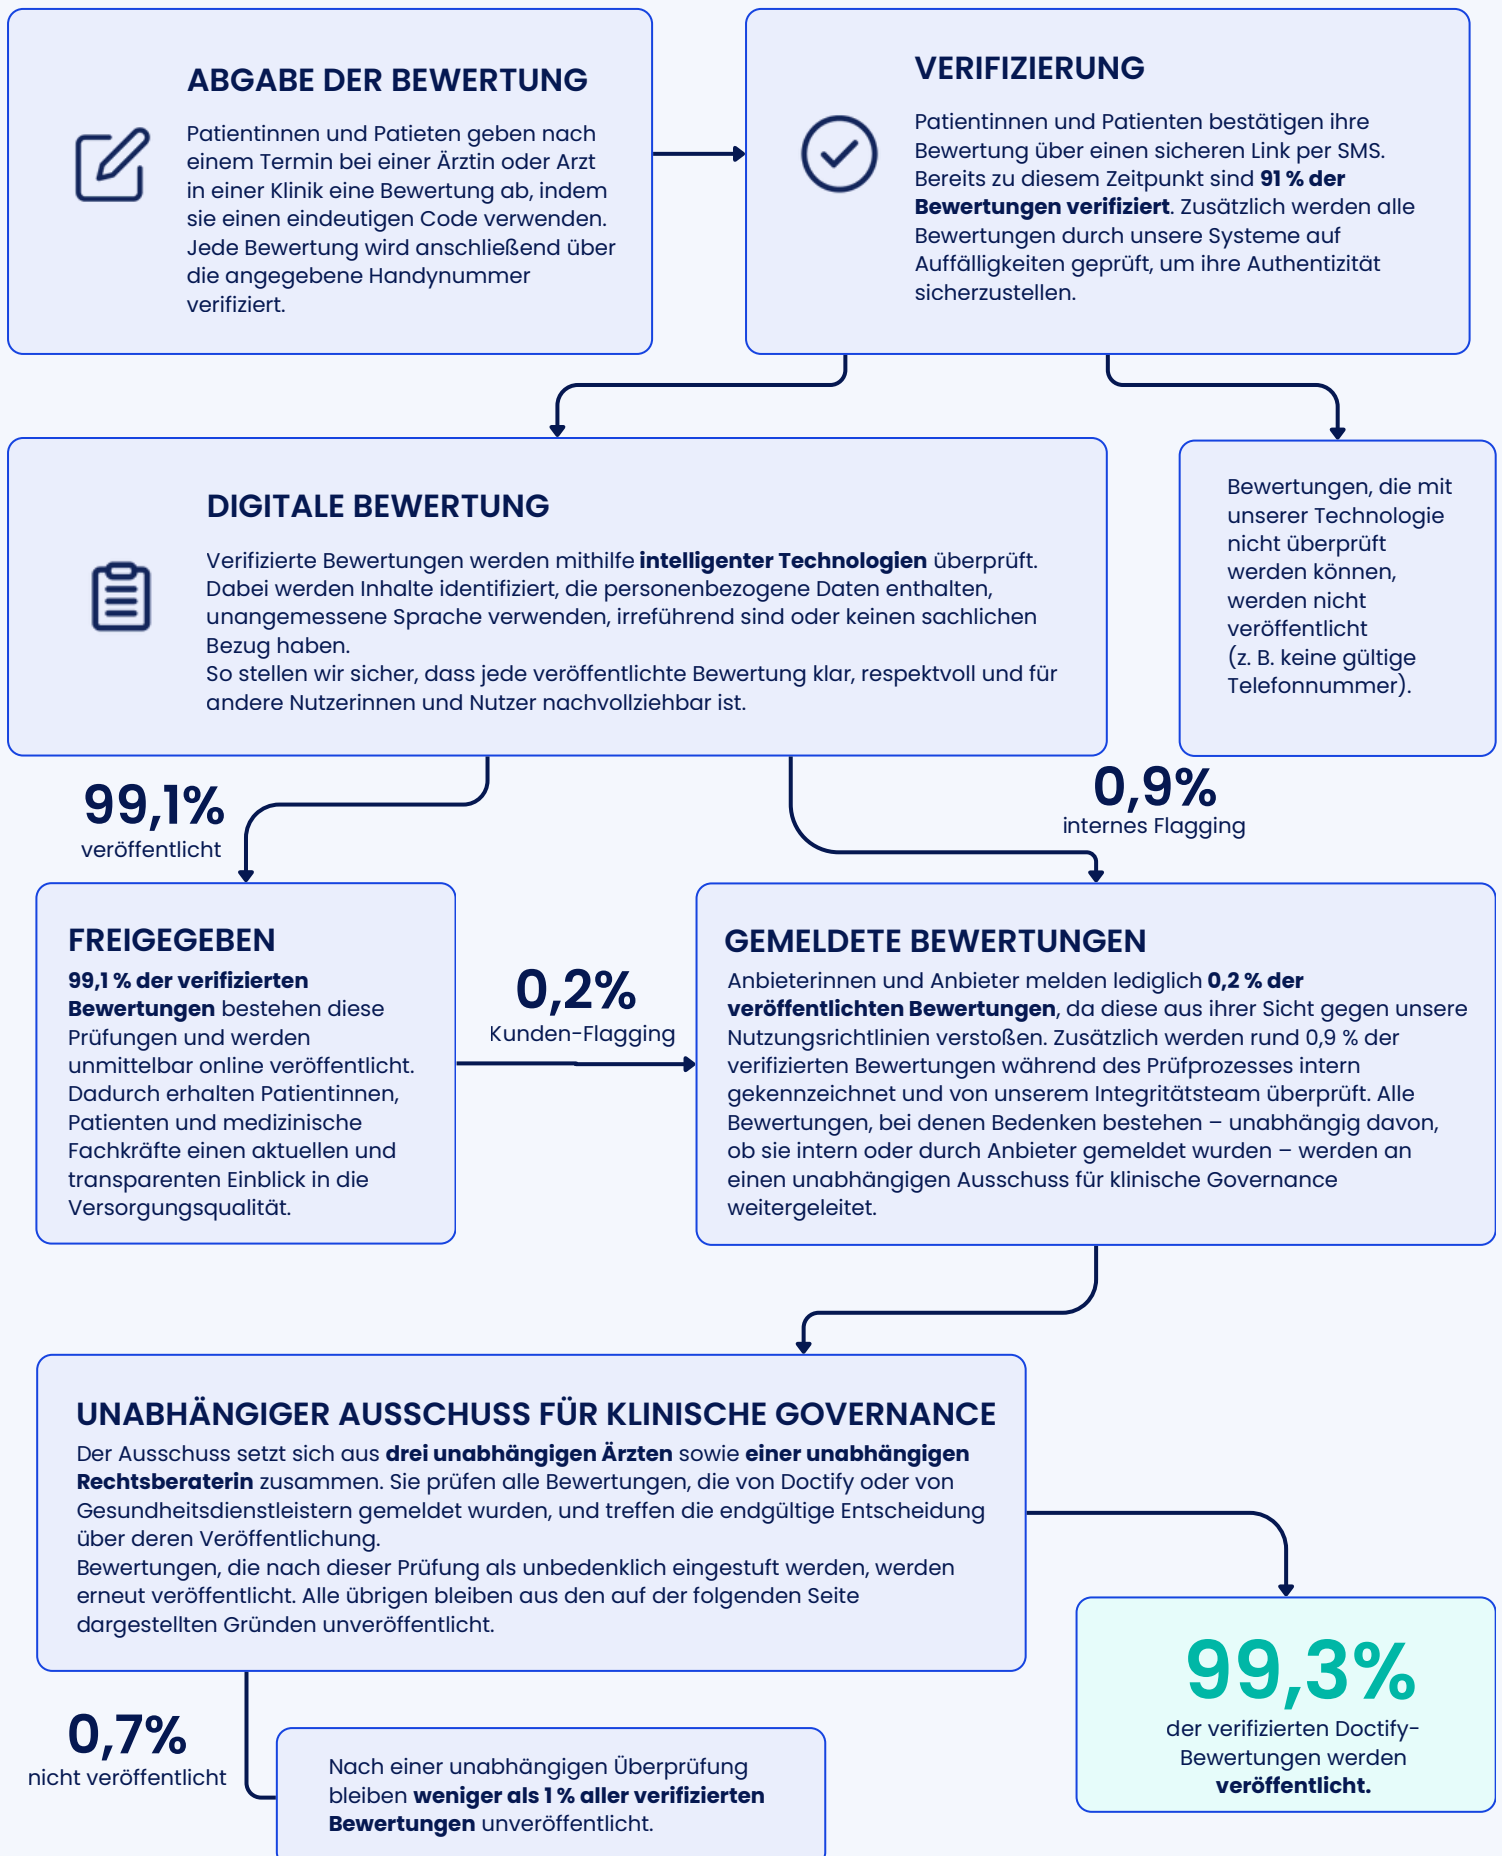 ABGABE DER BEWERTUNG
Patientinnen und Patieten geben nach
einem Termin bei einer Ärztin oder Arzt
in einer Klinik eine Bewertung ab, indem
sie einen eindeutigen Code verwenden.
Jede Bewertung wird anschließend über
die angegebene Handynummer
verifiziert.
VERIFIZIERUNG
Patientinnen und Patienten bestätigen ihre
Bewertung über einen sicheren Link per SMS.
Bereits zu diesem Zeitpunkt sind 91 % der
Bewertungen verifiziert. Zusätzlich werden alle
Bewertungen durch unsere Systeme auf
Auffälligkeiten geprüft, um ihre Authentizität
sicherzustellen.
DIGITALE BEWERTUNG
Verifizierte Bewertungen werden mithilfe intelligenter Technologien überprüft.
Dabei werden Inhalte identifiziert, die personenbezogene Daten enthalten,
unangemessene Sprache verwenden, irreführend sind oder keinen sachlichen
Bezug haben.
So stellen wir sicher, dass jede veröffentlichte Bewertung klar, respektvoll und für
andere Nutzerinnen und Nutzer nachvollziehbar ist.
Bewertungen, die mit
unserer Technologie
nicht überprüft
werden können,
werden nicht
veröffentlicht
(z. B. keine gültige
Telefonnummer).
99,1%
veröffentlicht
0,9%
internes Flagging
FREIGEGEBEN
99,1 % der verifizierten
Bewertungen bestehen diese
Prüfungen und werden
unmittelbar online veröffentlicht.
Dadurch erhalten Patientinnen,
Patienten und medizinische
Fachkräfte einen aktuellen und
transparenten Einblick in die
Versorgungsqualität.
0,2%
Kunden-Flagging
GEMELDETE BEWERTUNGEN
Anbieterinnen und Anbieter melden lediglich 0,2 % der
veröffentlichten Bewertungen, da diese aus ihrer Sicht gegen unsere
Nutzungsrichtlinien verstoßen. Zusätzlich werden rund 0,9 % der
verifizierten Bewertungen während des Prüfprozesses intern
gekennzeichnet und von unserem Integritätsteam überprüft. Alle
Bewertungen, bei denen Bedenken bestehen – unabhängig davon,
ob sie intern oder durch Anbieter gemeldet wurden – werden an
einen unabhängigen Ausschuss für klinische Governance
weitergeleitet.
UNABHÄNGIGER AUSSCHUSS FÜR KLINISCHE GOVERNANCE
Der Ausschuss setzt sich aus drei unabhängigen Ärzten sowie einer unabhängigen
Rechtsberaterin zusammen. Sie prüfen alle Bewertungen, die von Doctify oder von
Gesundheitsdienstleistern gemeldet wurden, und treffen die endgültige Entscheidung
über deren Veröffentlichung.
Bewertungen, die nach dieser Prüfung als unbedenklich eingestuft werden, werden
erneut veröffentlicht. Alle übrigen bleiben aus den auf der folgenden Seite
dargestellten Gründen unveröffentlicht.
99,3%
der verifizierten Doctify-
Bewertungen werden
veröffentlicht.
0,7%
nicht veröffentlicht
Nach einer unabhängigen Überprüfung
bleiben weniger als 1 % aller verifizierten
Bewertungen unveröffentlicht.